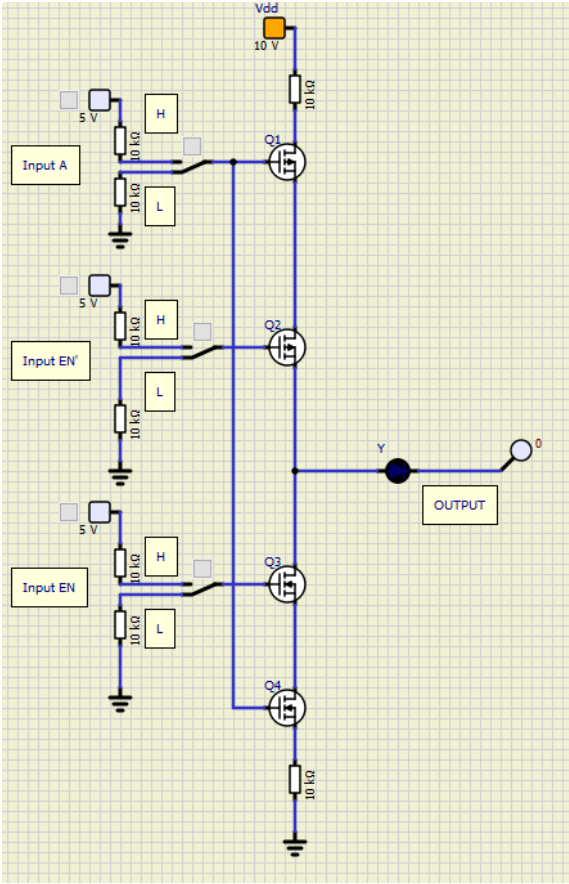 Vdd
10 V
10 kΩ
5 V
H
10 kΩ
Q1
Input A
10 kΩ
L
5 V
H
10 kΩ
Q2
Input EN'
L
10 kΩ
Y
0
OUTPUT
5 V
H
10 kΩ
Q3
Input EN
10 kΩ
L
Q4
10 kΩ